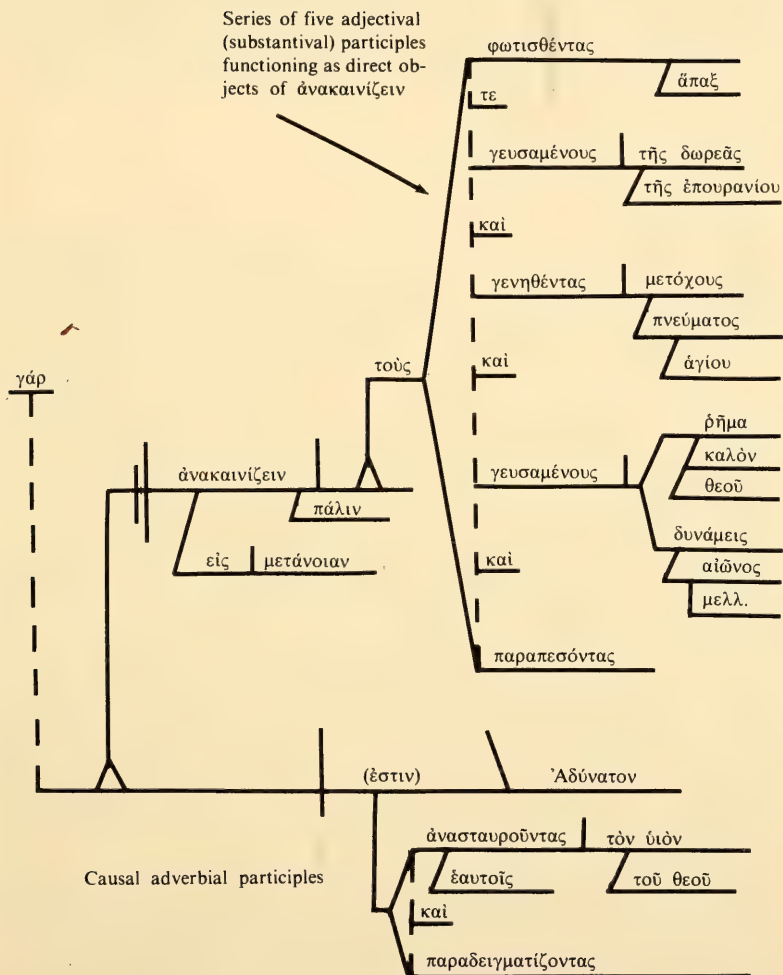 Series of five adjectival
(substantival) participles
functioning as direct ob-
jects of ἀνακαινίζειν
φωτισθέντας
ἅπαξ
τε
γευσαμένους τῆς δωρεᾶς
τῆς ἐπουρανίου
καὶ
γενηθέντας μετόχους
πνεύματος
ἁγίου
τοὺς
καὶ
γάρ
ῥῆμα
καλὸν
θεοῦ
ἀνακαινίζειν
γευσαμένους
πάλιν
δυνάμεις
εἰς μετάνοιαν
καὶ
αἰῶνος
μελλ.
παραπεσόντας
(ἐστιν) Ἀδύνατον
ἀνασταυροῦντας τὸν ὑιὸν
Causal adverbial participles
ἑαυτοῖς
τοῦ θεοῦ
καὶ
παραδειγματίζοντας